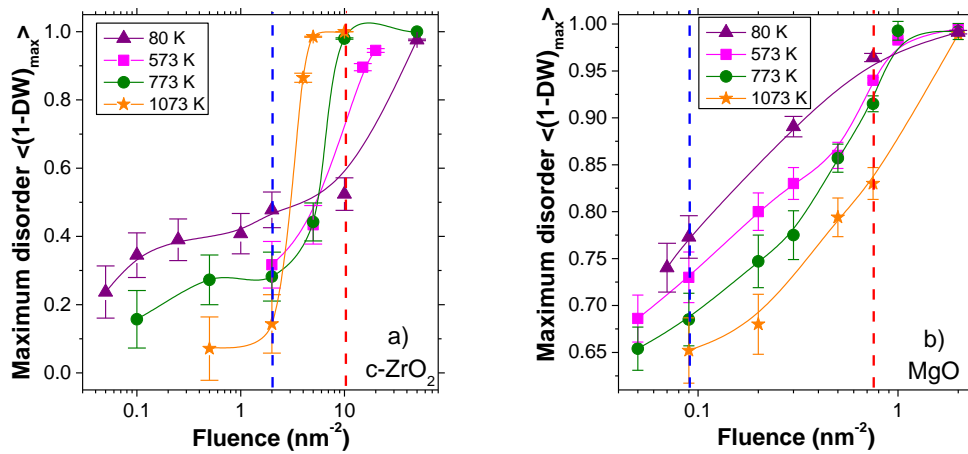 Maximum disorder <(1-DW)max>
1.0
0.8
0.6
0.4
0.2
0.0
80 K
573 K
773 K
1073 K
a)
c-ZrO2
0.1
1
10
Fluence (nm-2)
Maximum disorder <(1-DW)max>
1.00
0.95
0.90
0.85
0.80
0.75
0.70
0.65
80 K
573 K
773 K
1073 K
b)
MgO
0.1
1
Fluence (nm-2)